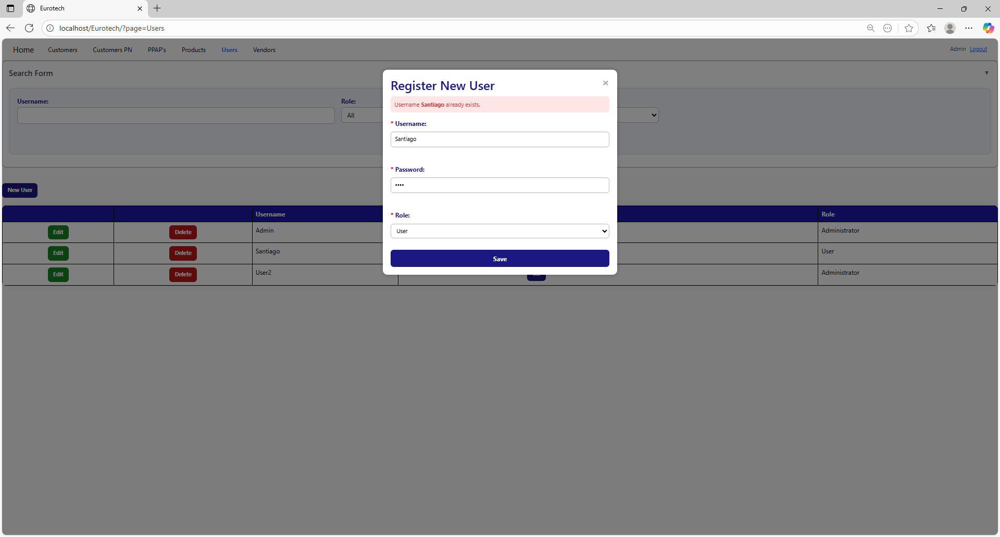 Eurotech
localhost/Eurotech/?page=Users
Home Customers Customers PN PPAP's Products Users Vendors Admin Logout
Search Form
Username:
Role:
All
New User
Username Role
Edit Delete Admin Administrator
Edit Delete Santiago User
Edit Delete User2 Administrator
Register New User
Username Santiago already exists.
* Username:
Santiago
* Password:
* Role:
User
Save